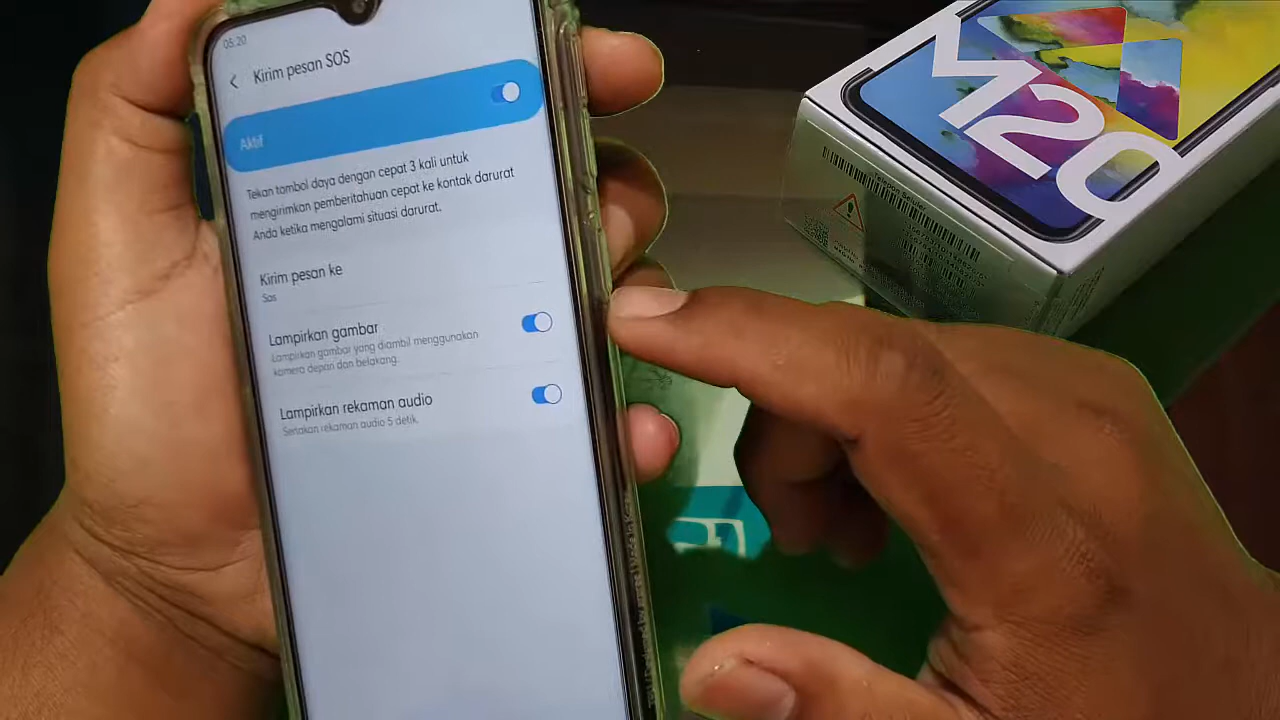 05.20
Kirim pesan SOS
Aktif
Tekan tombol daya dengan cepat 3 kali untuk
mengirimkan pemberitahuan cepat ke kontak darurat
Anda ketika mengalami situasi darurat.
Kirim pesan ke
Sos
Lampirkan gambar
Lampirkan gambar yang diambil menggunakan
kamera depan dan belakang.
Lampirkan rekaman audio
Sertakan rekaman audio 5 detik.
M20
Telepon Seluler